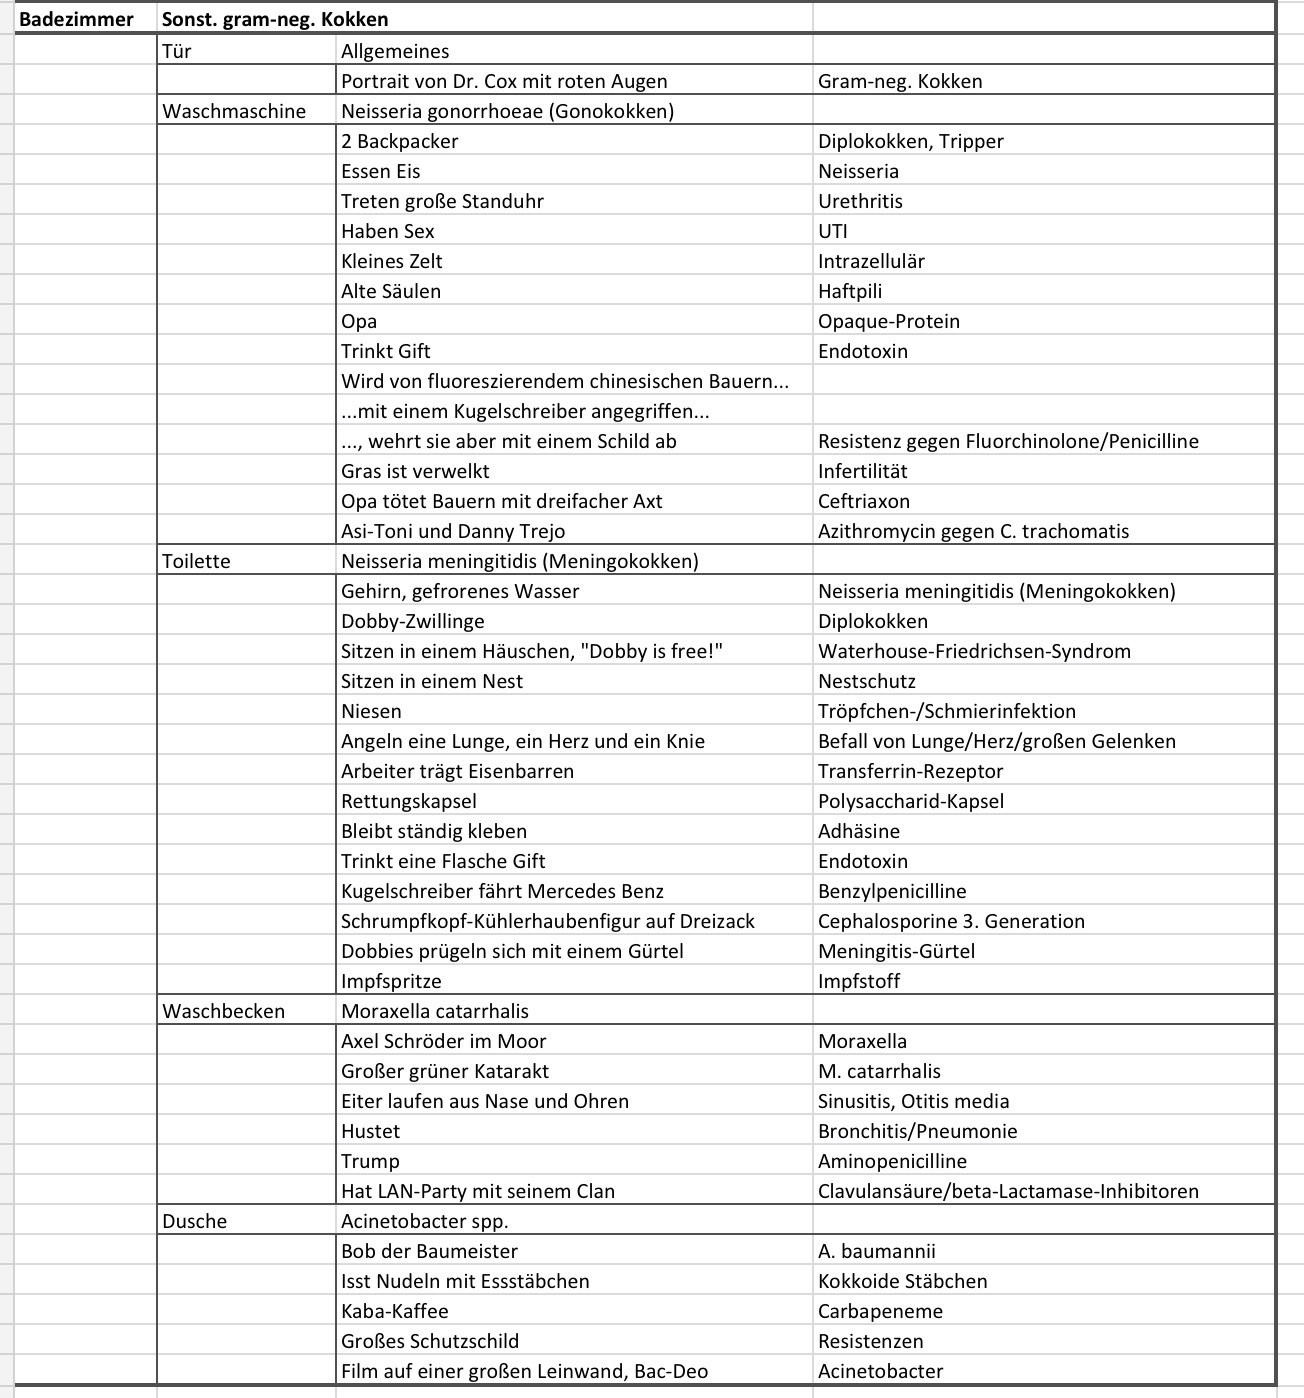 Badezimmer Sonst. gram-neg. Kokken
Tür Allgemeines
Portrait von Dr. Cox mit roten Augen Gram-neg. Kokken
Waschmaschine Neisseria gonorrhoeae (Gonokokken)
2 Backpacker Diplokokken, Tripper
Essen Eis Neisseria
Treten große Standuhr Urethritis
Haben Sex UTI
Kleines Zelt Intrazellulär
Alte Säulen Haftpili
Opa Opaque-Protein
Trinkt Gift Endotoxin
Wird von fluoreszierendem chinesischen Bauern...
...mit einem Kugelschreiber angegriffen...
..., wehrt sie aber mit einem Schild ab Resistenz gegen Fluorchinolone/Penicilline
Gras ist verwelkt Infertilität
Opa tötet Bauern mit dreifacher Axt Ceftriaxon
Asi-Toni und Danny Trejo Azithromycin gegen C. trachomatis
Toilette Neisseria meningitidis (Meningokokken)
Gehirn, gefrorenes Wasser Neisseria meningitidis (Meningokokken)
Dobby-Zwillinge Diplokokken
Sitzen in einem Häuschen, "Dobby is free!" Waterhouse-Friedrichsen-Syndrom
Sitzen in einem Nest Nestschutz
Niesen Tröpfchen-/Schmierinfektion
Angeln eine Lunge, ein Herz und ein Knie Befall von Lunge/Herz/großen Gelenken
Arbeiter trägt Eisenbarren Transferrin-Rezeptor
Rettungskapsel Polysaccharid-Kapsel
Bleibt ständig kleben Adhäsine
Trinkt eine Flasche Gift Endotoxin
Kugelschreiber fährt Mercedes Benz Benzylpenicilline
Schrumpfkopf-Kühlerhaubenfigur auf Dreizack Cephalosporine 3. Generation
Dobbies prügeln sich mit einem Gürtel Meningitis-Gürtel
Impfspritze Impfstoff
Waschbecken Moraxella catarrhalis
Axel Schröder im Moor Moraxella
Großer grüner Katarakt M. catarrhalis
Eiter laufen aus Nase und Ohren Sinusitis, Otitis media
Hustet Bronchitis/Pneumonie
Trump Aminopenicilline
Hat LAN-Party mit seinem Clan Clavulansäure/beta-Lactamase-Inhibitoren
Dusche Acinetobacter spp.
Bob der Baumeister A. baumannii
Isst Nudeln mit Essstäbchen Kokkoide Stäbchen
Kaba-Kaffee Carbapeneme
Großes Schutzschild Resistenzen
Film auf einer großen Leinwand, Bac-Deo Acinetobacter